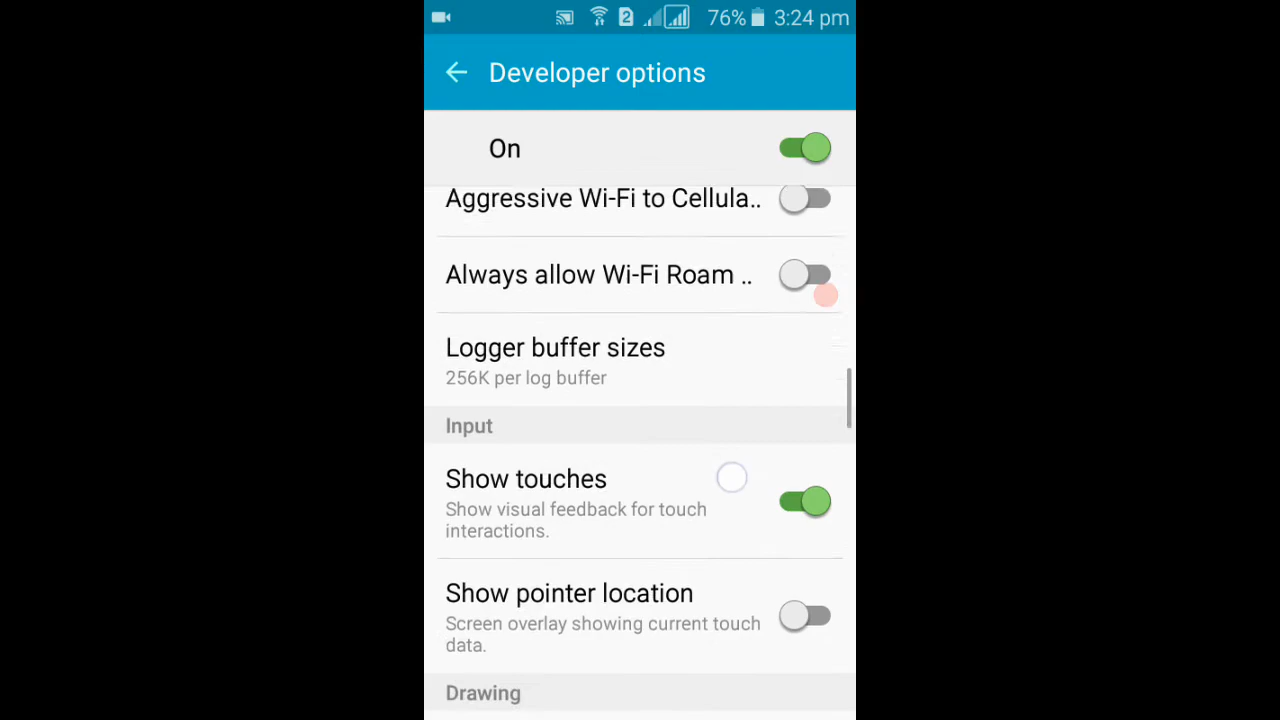 2 76% 3:24 pm
Developer options
On
Aggressive Wi-Fi to Cellula..
Always allow Wi-Fi Roam ..
Logger buffer sizes
256K per log buffer
Input
Show touches
Show visual feedback for touch
interactions.
Show pointer location
Screen overlay showing current touch
data.
Drawing